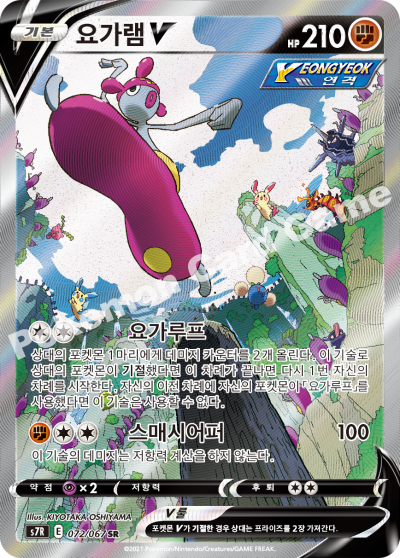 기본 요가램 V HP 210
YEONGYEOK
연격
Pokémon Card Game
요가루프
상대의 포켓몬 1마리에게 데미지 카운터를 2개 올린다. 이 기술로
상대의 포켓몬이 기절했다면 이 차례가 끝나면 다시 1번 자신의
차례를 시작한다. 자신의 이전 차례에 자신의 포켓몬이 「요가루프」를
사용했다면 이 기술은 사용할 수 없다.
스매시어퍼 100
이 기술의 데미지는 저항력 계산을 하지 않는다.
약점 ×2 저항력 후퇴
Illus. KIYOTAKA OSHIYAMA
s7R E 072/067 SR
V 룰
포켓몬 V가 기절한 경우 상대는 프라이즈를 2장 가져간다.
©2021 Pokémon/Nintendo/Creatures/GAME FREAK.